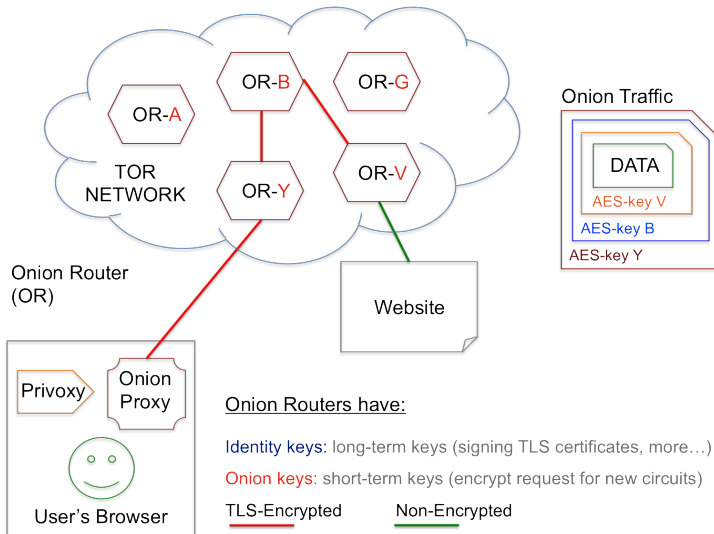 OR-B
OR-G
OR-A
TOR
NETWORK
OR-Y
OR-V
Onion Traffic
DATA
AES-key V
AES-key B
AES-key Y
Onion Router
(OR)
Website
Privoxy
Onion
Proxy
User's Browser
Onion Routers have:
Identity keys: long-term keys (signing TLS certificates, more…)
Onion keys: short-term keys (encrypt request for new circuits)
TLS-Encrypted
Non-Encrypted